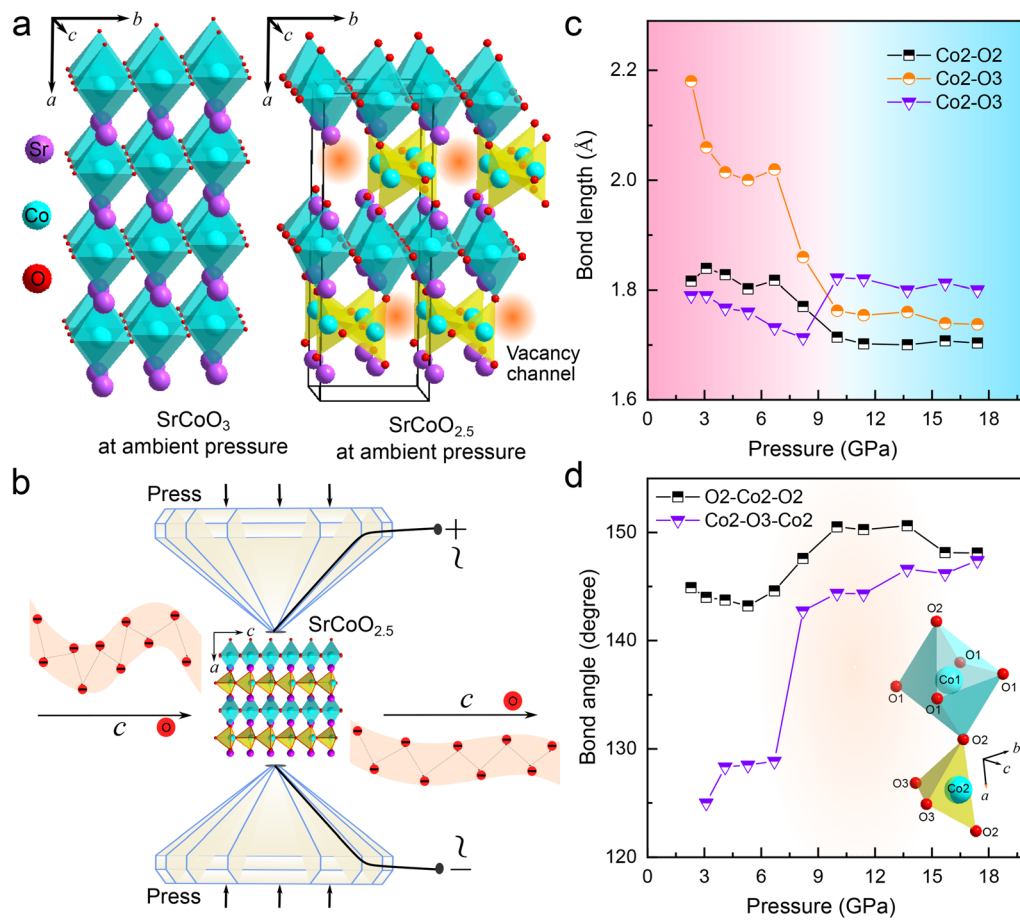 a
b
c
a
b
c
a
Sr
Co
O
Vacancy
channel
SrCoO₃
at ambient pressure
SrCoO₂.₅
at ambient pressure
b
Press
+
~
SrCoO₂.₅
c
a
c
O
c
O
~
−
Press
c
Co2-O2
Co2-O3
Co2-O3
2.2
2.0
1.8
1.6
Bond length (Å)
0 3 6 9 12 15 18
Pressure (GPa)
d
O2-Co2-O2
Co2-O3-Co2
150
140
130
120
Bond angle (degree)
O2
O1
Co1
O1
O1
O1
O2
b
c
a
O3
Co2
O3
O2
0 3 6 9 12 15 18
Pressure (GPa)